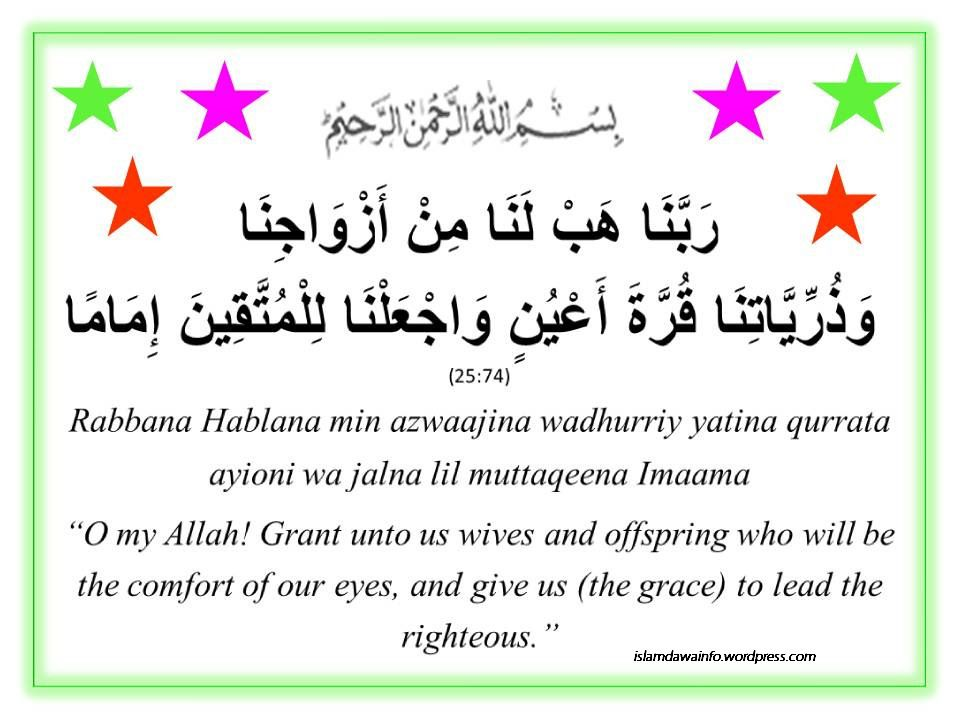 بِسْمِ اللهِ الرَّحْمٰنِ الرَّحِيْمِ
رَبَّنَا هَبْ لَنَا مِنْ أَزْوَاجِنَا
وَذُرِّيَّاتِنَا قُرَّةَ أَعْيُنٍ وَاجْعَلْنَا لِلْمُتَّقِينَ إِمَامًا
(25:74)
Rabbana Hablana min azwaajina wadhurriy yatina qurrata
ayioni wa jalna lil muttaqeena Imaama
“O my Allah! Grant unto us wives and offspring who will be
the comfort of our eyes, and give us (the grace) to lead the
righteous.”
islamdawainfo.wordpress.com